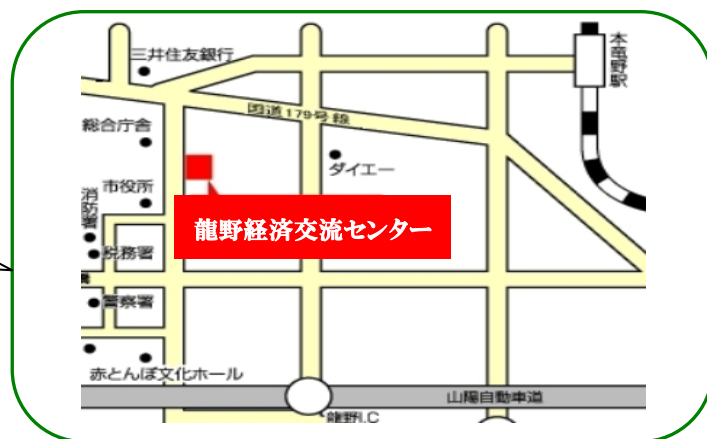 三井住友銀行
本竜野駅
国道179号線
総合庁舎
ダイエー
市役所
消防署
龍野経済交流センター
税務署
橋
警察署
赤とんぼ文化ホール
山陽自動車道
龍野I.C